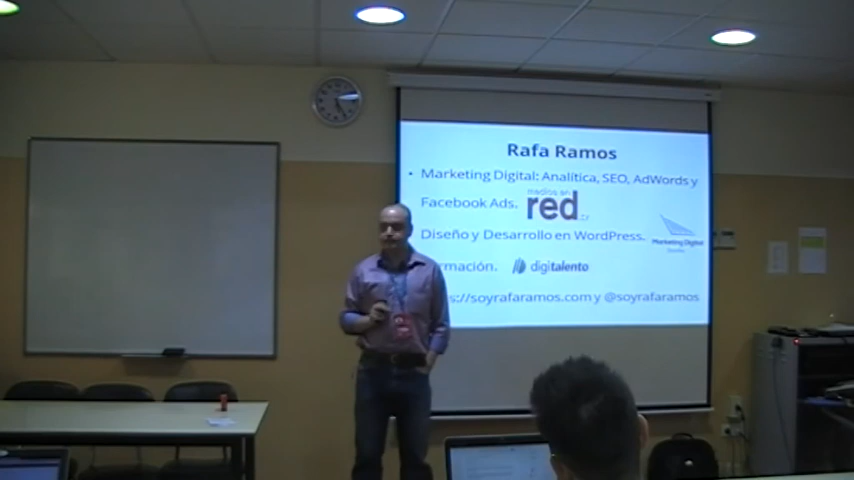 Rafa Ramos
• Marketing Digital: Analítica, SEO, AdWords y
Facebook Ads.
medios en
red
Diseño y Desarrollo en WordPress.
Marketing Digital
rmación.
digitalento
s://soyrafaramos.com y @soyrafaramos